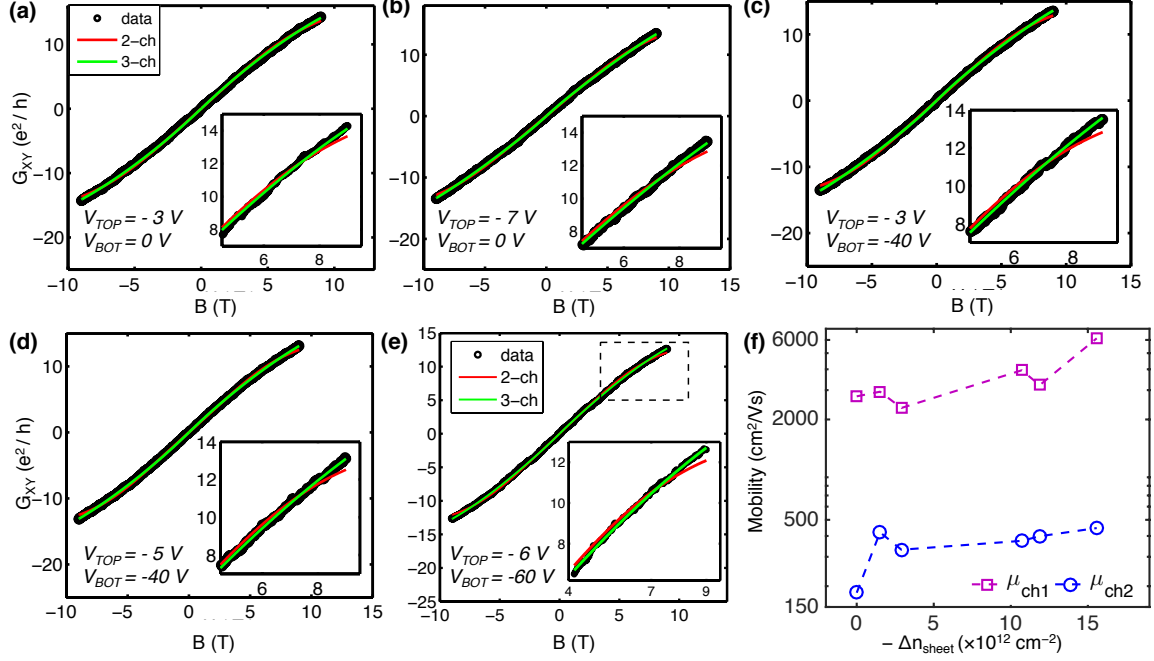 (a)
data
2-ch
3-ch
G_XY (e²/ h)
10
0
−10
−20
14
12
10
8
6
8
V_TOP = - 3 V
V_BOT = 0 V
−10
−5
0
5
10
B (T)
(b)
10
0
−10
−20
14
12
10
8
6
8
V_TOP = - 7 V
V_BOT = 0 V
−10
−5
0
5
10
15
B (T)
(c)
10
0
−10
−20
14
12
10
8
6
8
V_TOP = - 3 V
V_BOT = -40 V
−10
−5
0
5
10
15
B (T)
(d)
G_XY (e²/ h)
10
0
−10
−20
14
12
10
8
6
8
V_TOP = - 5 V
V_BOT = -40 V
−10
−5
0
5
10
15
B (T)
(e)
data
2-ch
3-ch
15
10
5
0
−5
−10
−15
−20
−25
12
10
8
4
7
9
V_TOP = - 6 V
V_BOT = -60 V
−10
−5
0
5
10
15
B (T)
(f)
Mobility (cm²/Vs)
6000
2000
500
150
μ_ch1
μ_ch2
0
5
10
15
− Δn_sheet (×10¹² cm⁻²)